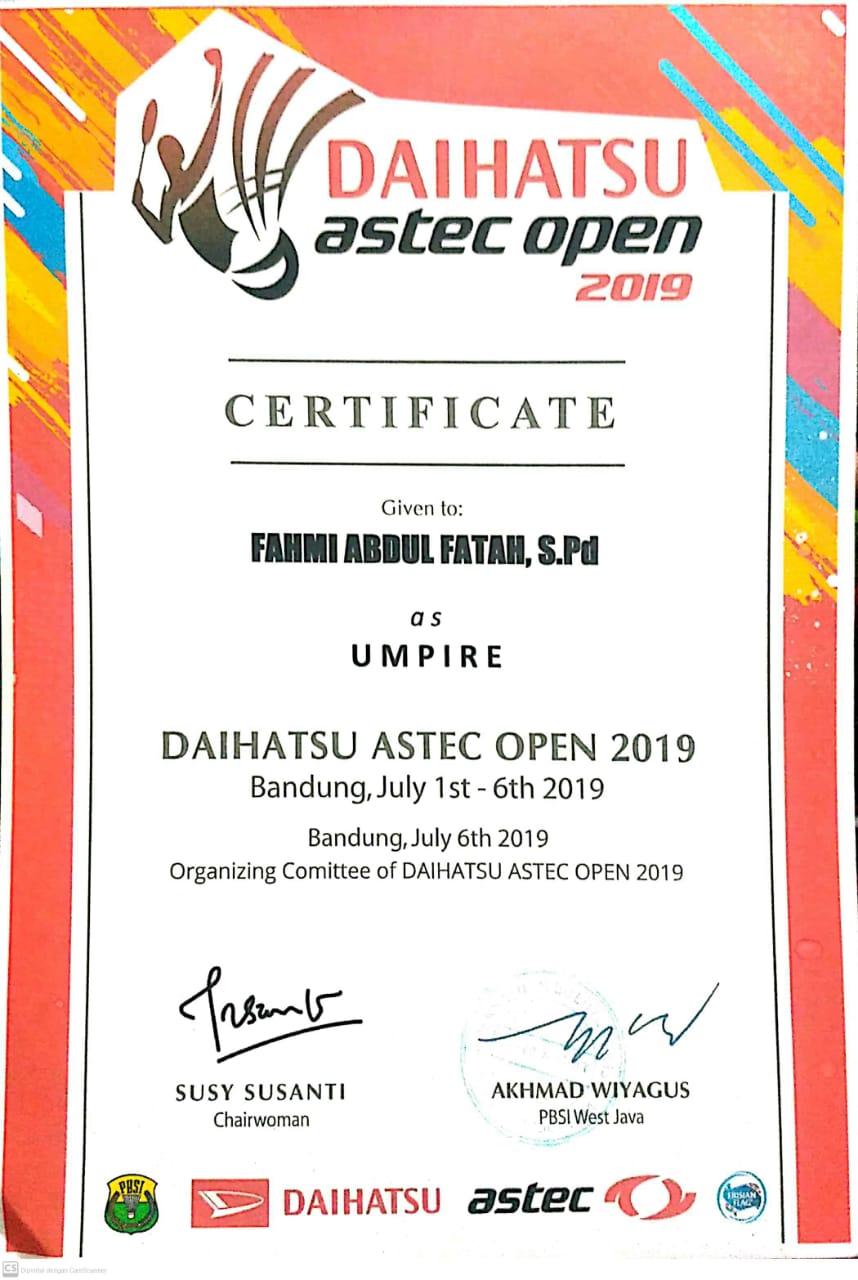 DAIHATSU
astec open
2019
CERTIFICATE
Given to:
FAHMI ABDUL FATAH, S.Pd
as
UMPIRE
DAIHATSU ASTEC OPEN 2019
Bandung, July 1st - 6th 2019
Bandung, July 6th 2019
Organizing Comittee of DAIHATSU ASTEC OPEN 2019
SUSY SUSANTI
Chairwoman
AKHMAD WIYAGUS
PBSI West Java
PBSI
DAIHATSU
astec
FRISIAN
FLAG
CS Dipindai dengan CamScanner